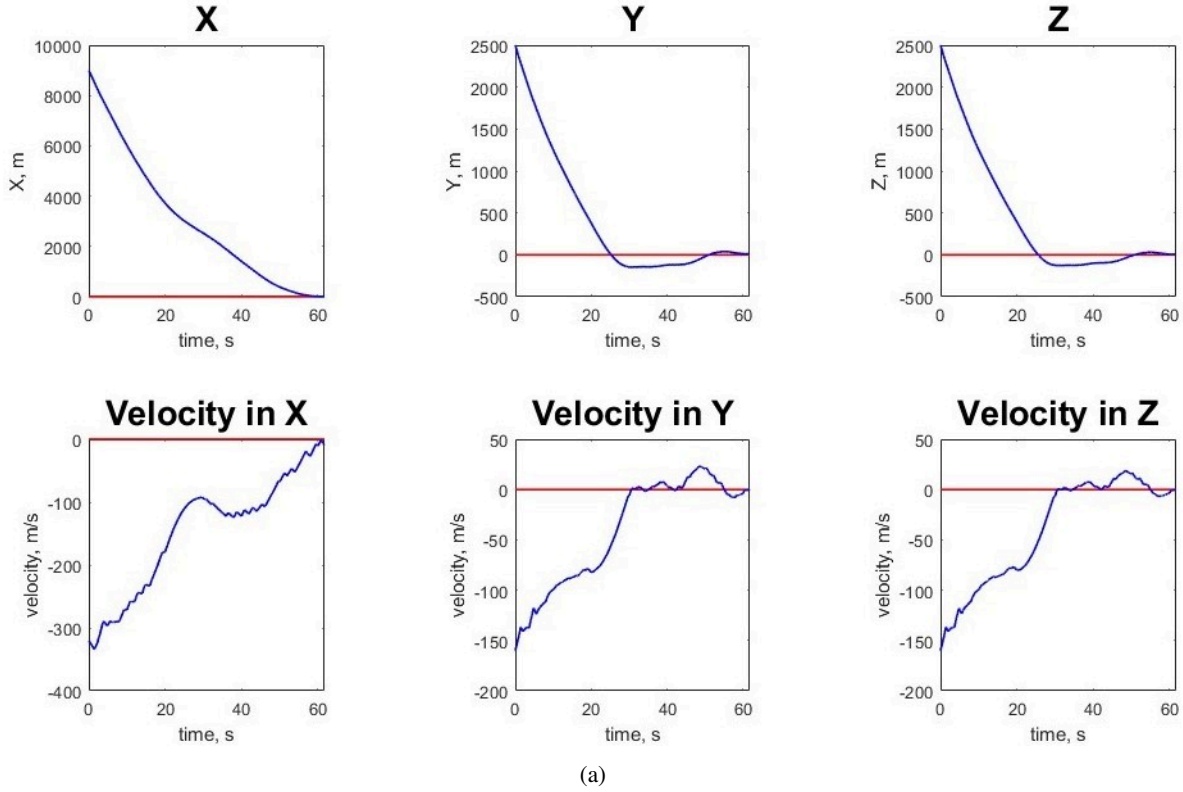 X
10000
8000
6000
4000
2000
0
X, m
0 20 40 60
time, s
Y
2500
2000
1500
1000
500
0
-500
Y, m
0 20 40 60
time, s
Z
2500
2000
1500
1000
500
0
-500
Z, m
0 20 40 60
time, s
Velocity in X
0
-100
-200
-300
-400
velocity, m/s
0 20 40 60
time, s
Velocity in Y
50
0
-50
-100
-150
-200
velocity, m/s
0 20 40 60
time, s
Velocity in Z
50
0
-50
-100
-150
-200
velocity, m/s
0 20 40 60
time, s
(a)